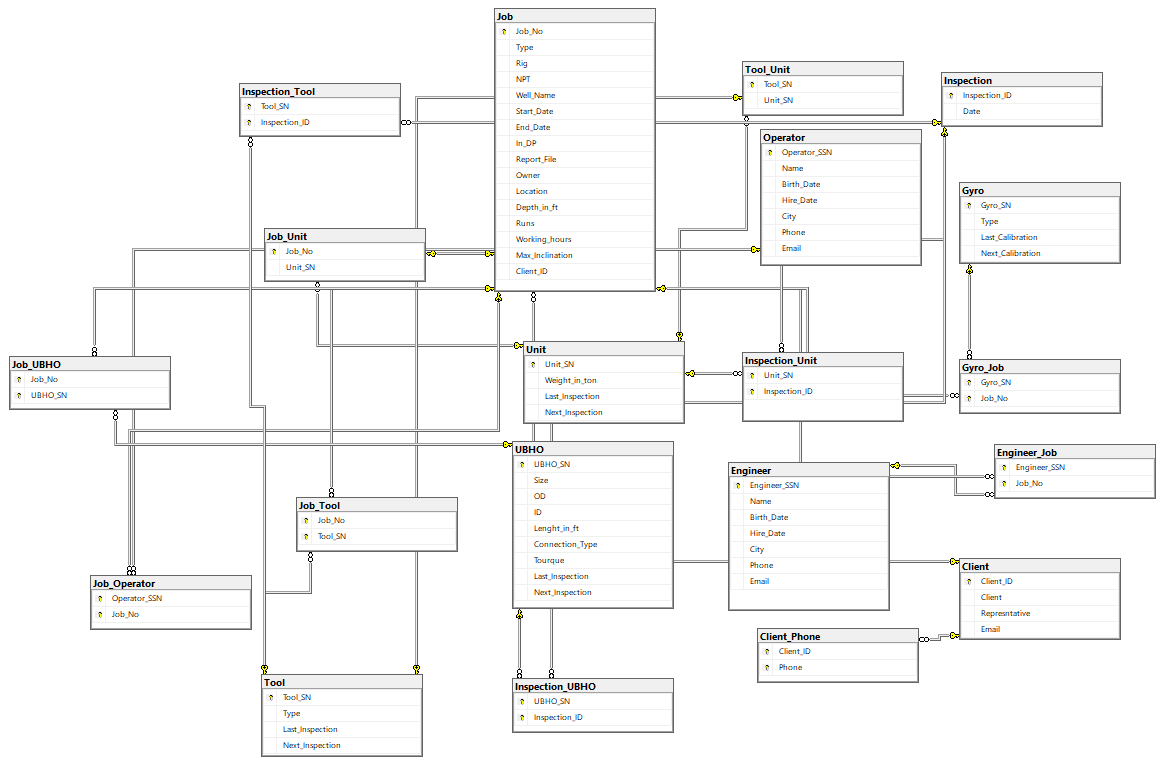 Job
Job_No
Type
Rig
NPT
Well_Name
Start_Date
End_Date
In_DP
Report_File
Owner
Location
Depth_in_ft
Runs
Working_hours
Max_Inclination
Client_ID
Tool_Unit
Tool_SN
Unit_SN
Inspection
Inspection_ID
Date
Inspection_Tool
Tool_SN
Inspection_ID
Operator
Operator_SSN
Name
Birth_Date
Hire_Date
City
Phone
Email
Gyro
Gyro_SN
Type
Last_Calibration
Next_Calibration
Job_Unit
Job_No
Unit_SN
Unit
Unit_SN
Weight_in_ton
Last_Inspection
Next_Inspection
Inspection_Unit
Unit_SN
Inspection_ID
Job_UBHO
Job_No
UBHO_SN
Gyro_Job
Gyro_SN
Job_No
UBHO
UBHO_SN
Size
OD
ID
Lenght_in_ft
Connection_Type
Tourque
Last_Inspection
Next_Inspection
Engineer_Job
Engineer_SSN
Job_No
Engineer
Engineer_SSN
Name
Birth_Date
Hire_Date
City
Phone
Email
Job_Tool
Job_No
Tool_SN
Client
Client_ID
Client
Represntative
Email
Job_Operator
Operator_SSN
Job_No
Client_Phone
Client_ID
Phone
Tool
Tool_SN
Type
Last_Inspection
Next_Inspection
Inspection_UBHO
UBHO_SN
Inspection_ID